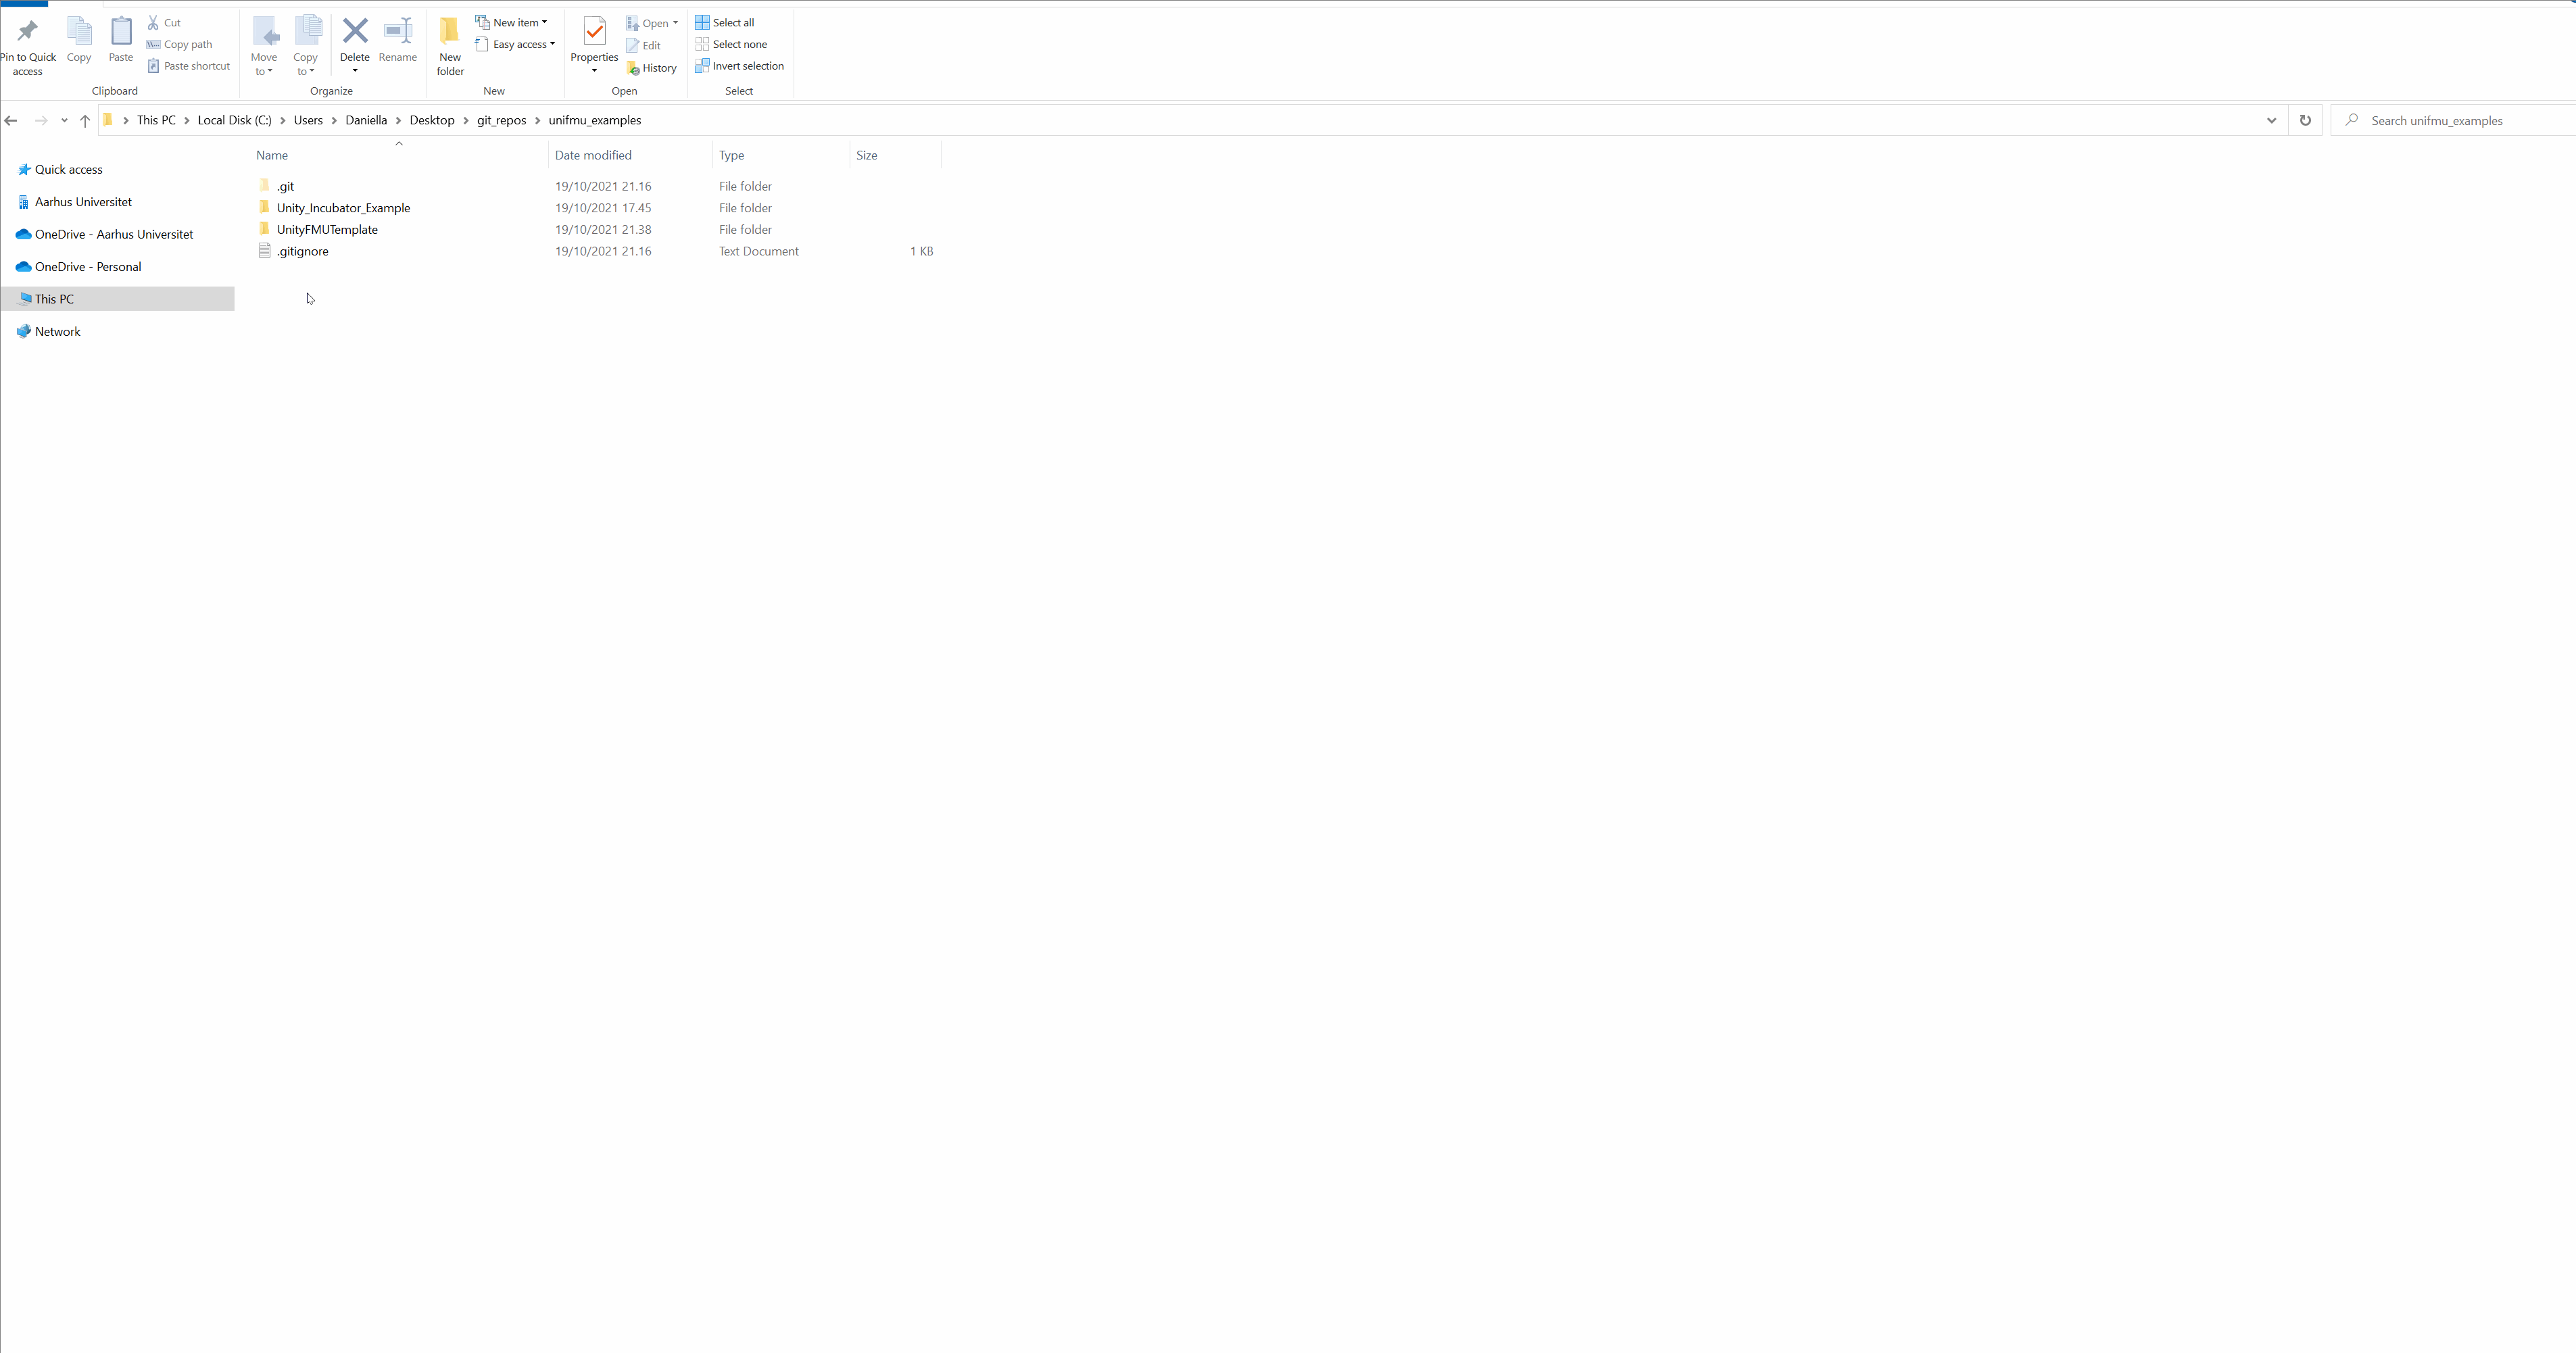 Pin to Quick access
Copy
Paste
Cut
Copy path
Paste shortcut
Clipboard
Move to
Copy to
Delete
Rename
Organize
New folder
New item
Easy access
New
Properties
Open
Edit
History
Open
Select all
Select none
Invert selection
Select
This PC > Local Disk (C:) > Users > Daniella > Desktop > git_repos > unifmu_examples
Search unifmu_examples
Quick access
Aarhus Universitet
OneDrive - Aarhus Universitet
OneDrive - Personal
This PC
Network
Name Date modified Type Size
.git 19/10/2021 21.16 File folder
Unity_Incubator_Example 19/10/2021 17.45 File folder
UnityFMUTemplate 19/10/2021 21.38 File folder
.gitignore 19/10/2021 21.16 Text Document 1 KB